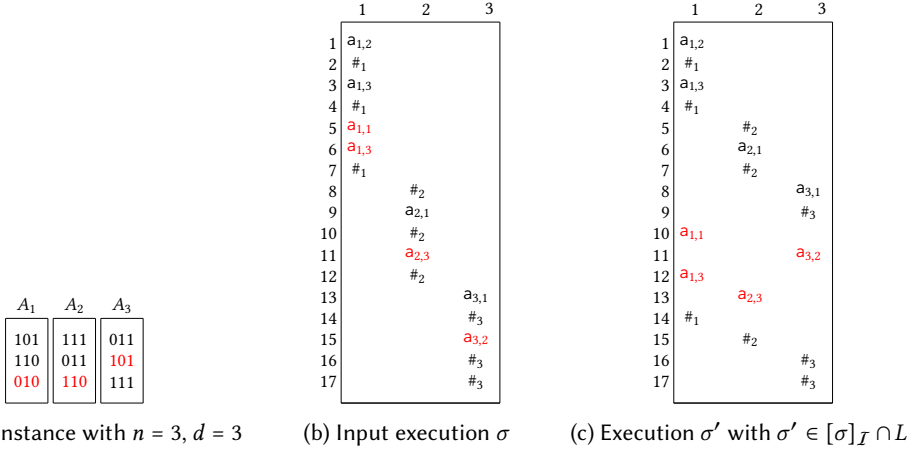 A₁ A₂ A₃
101 111 011
110 011 101
010 110 111
nstance with n = 3, d = 3
1 2 3
1 a₁,₂
2 #₁
3 a₁,₃
4 #₁
5 a₁,₁
6 a₁,₃
7 #₁
8 #₂
9 a₂,₁
10 #₂
11 a₂,₃
12 #₂
13 a₃,₁
14 #₃
15 a₃,₂
16 #₃
17 #₃
(b) Input execution σ
1 2 3
1 a₁,₂
2 #₁
3 a₁,₃
4 #₁
5 #₂
6 a₂,₁
7 #₂
8 a₃,₁
9 #₃
10 a₁,₁
11 a₃,₂
12 a₁,₃
13 a₂,₃
14 #₁
15 #₂
16 #₃
17 #₃
(c) Execution σ′ with σ′ ∈ [σ]_I ∩ L